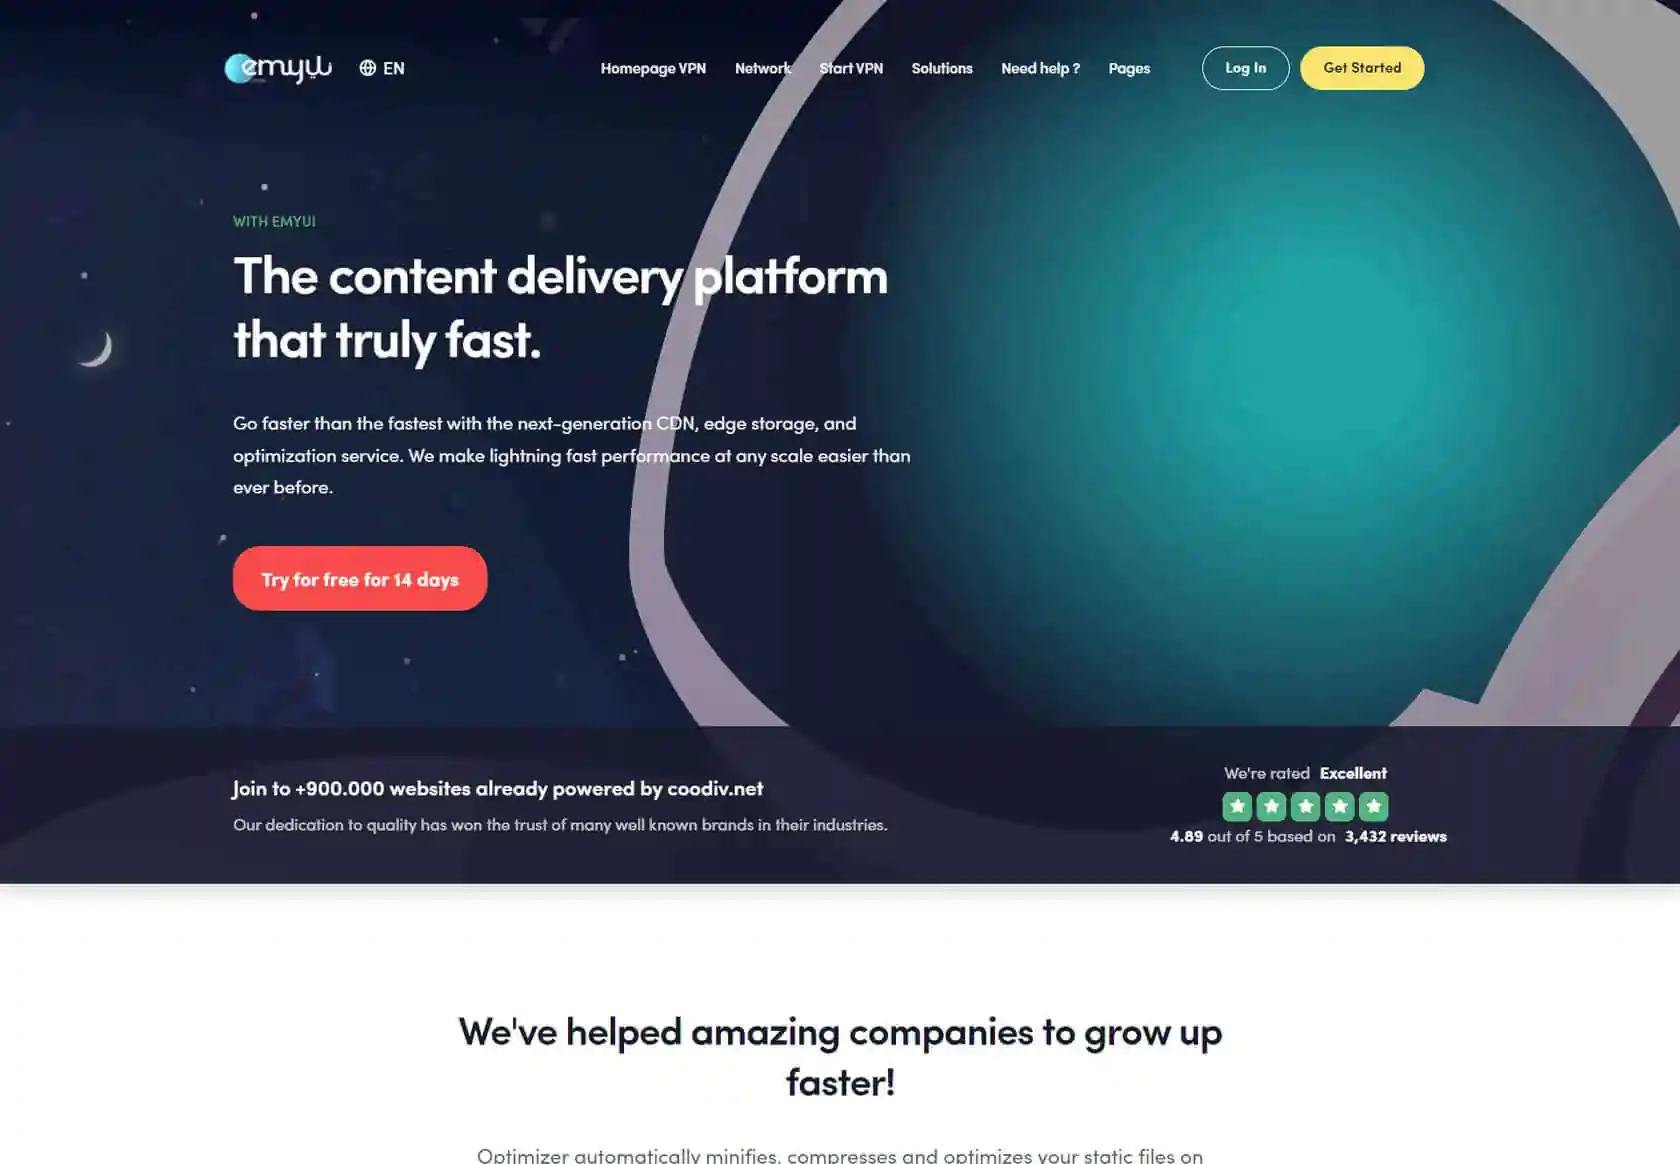 emyui
EN
Homepage VPN
Network
Start VPN
Solutions
Need help ?
Pages
Log In
Get Started
WITH EMYUI
The content delivery platform
that truly fast.
Go faster than the fastest with the next-generation CDN, edge storage, and
optimization service. We make lightning fast performance at any scale easier than
ever before.
Try for free for 14 days
Join to +900.000 websites already powered by coodiv.net
Our dedication to quality has won the trust of many well known brands in their industries.
We're rated Excellent
4.89 out of 5 based on 3,432 reviews
We've helped amazing companies to grow up
faster!
Optimizer automatically minifies, compresses and optimizes your static files on